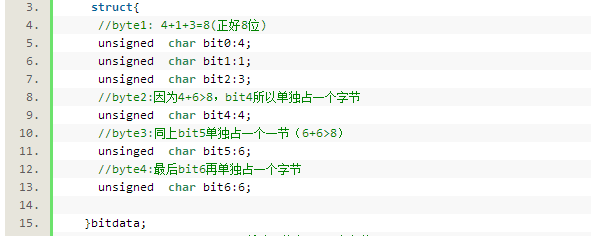 3. struct{
4. //byte1: 4+1+3=8(正好8位)
5. unsigned char bit0:4;
6. unsigned char bit1:1;
7. unsigned char bit2:3;
8. //byte2:因为4+6>8，bit4所以单独占一个字节
9. unsigned char bit4:4;
10. //byte3:同上bit5单独占一个一节（6+6>8）
11. unsinged char bit5:6;
12. //byte4:最后bit6再单独占一个字节
13. unsigned char bit6:6;
14.
15. }bitdata;